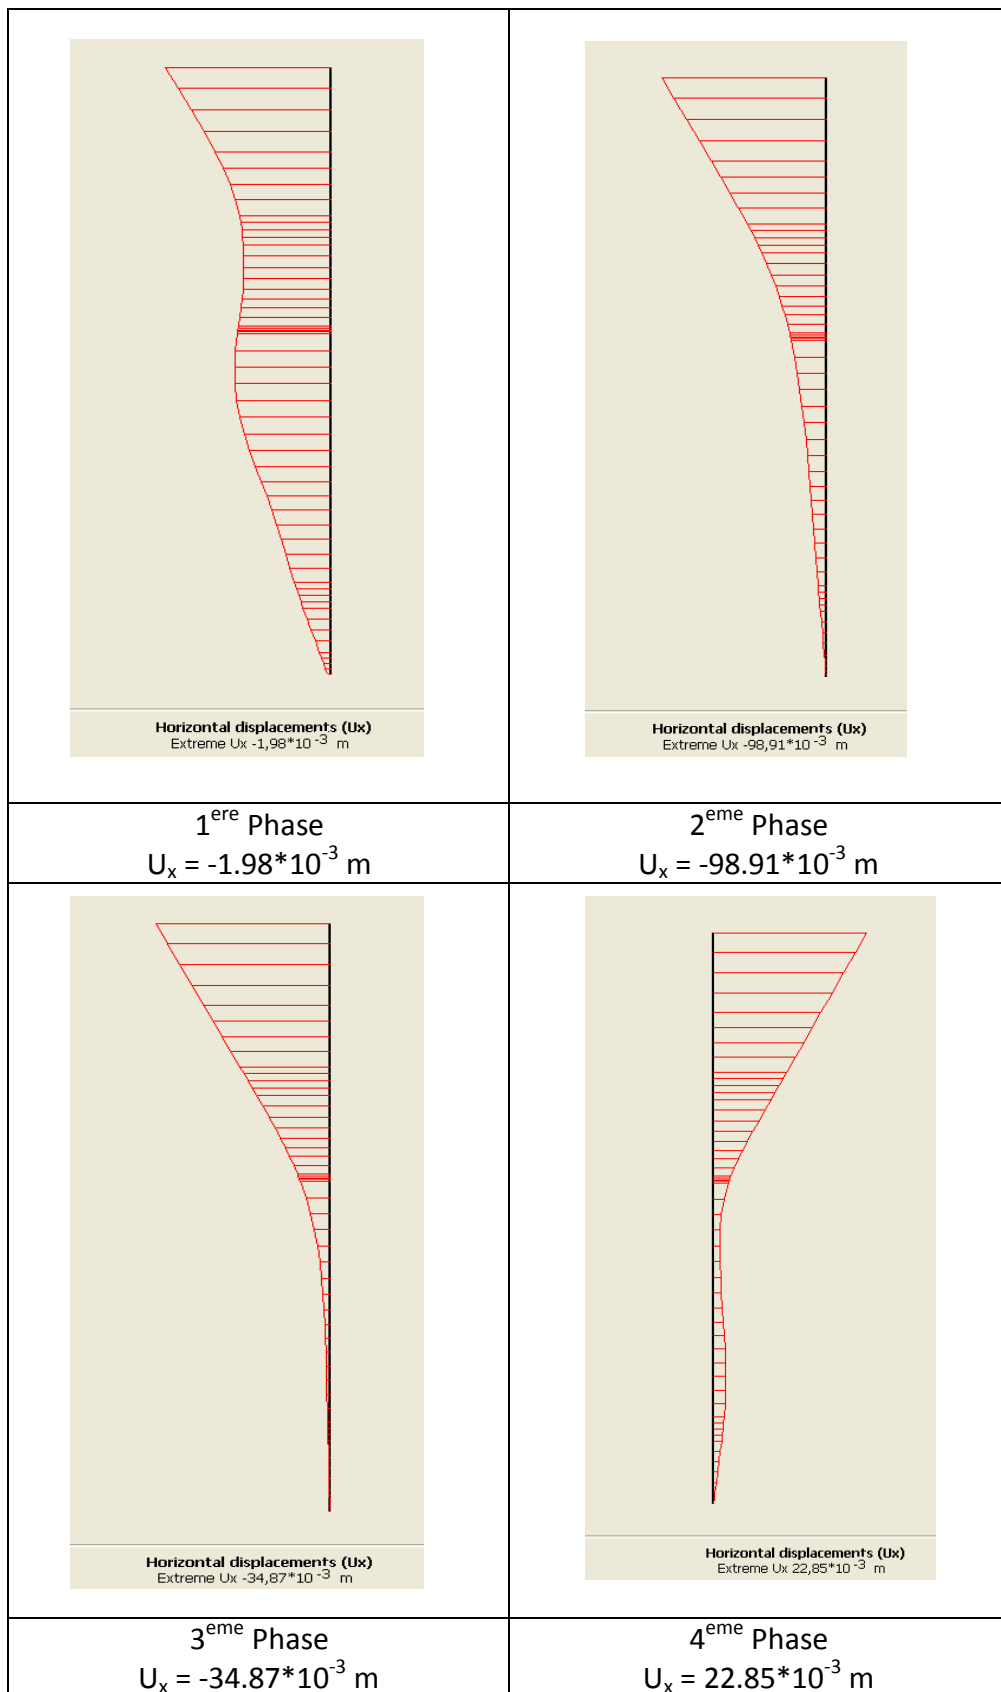 Horizontal displacements (Ux)
Extreme Ux -1,98*10⁻³ m
Horizontal displacements (Ux)
Extreme Ux -98,91*10⁻³ m
1ᵉʳᵉ Phase
Uₓ = -1.98*10⁻³ m
2ᵉᵐᵉ Phase
Uₓ = -98.91*10⁻³ m
Horizontal displacements (Ux)
Extreme Ux -34,87*10⁻³ m
Horizontal displacements (Ux)
Extreme Ux 22,85*10⁻³ m
3ᵉᵐᵉ Phase
Uₓ = -34.87*10⁻³ m
4ᵉᵐᵉ Phase
Uₓ = 22.85*10⁻³ m